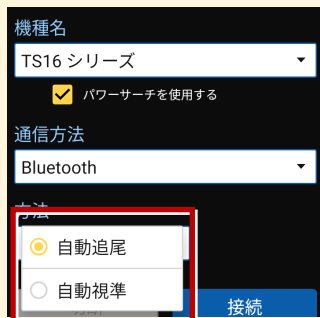 機種名
TS16 シリーズ
パワーサーチを使用する
通信方法
Bluetooth
方法
自動追尾
自動視準
接続